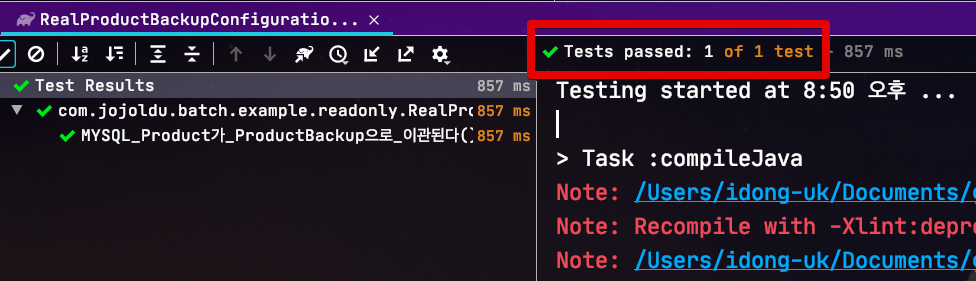 RealProductBackupConfiguratio... ×
Tests passed: 1 of 1 test - 857 ms
Test Results 857 ms
com.jojoldu.batch.example.readonly.RealPro 857 ms
MYSQL_Product가_ProductBackup으로_이관된다() 857 ms
Testing started at 8:50 오후 ...
> Task :compileJava
Note: /Users/idong-uk/Documents/
Note: Recompile with -Xlint:depre
Note: /Users/idong-uk/Documents/